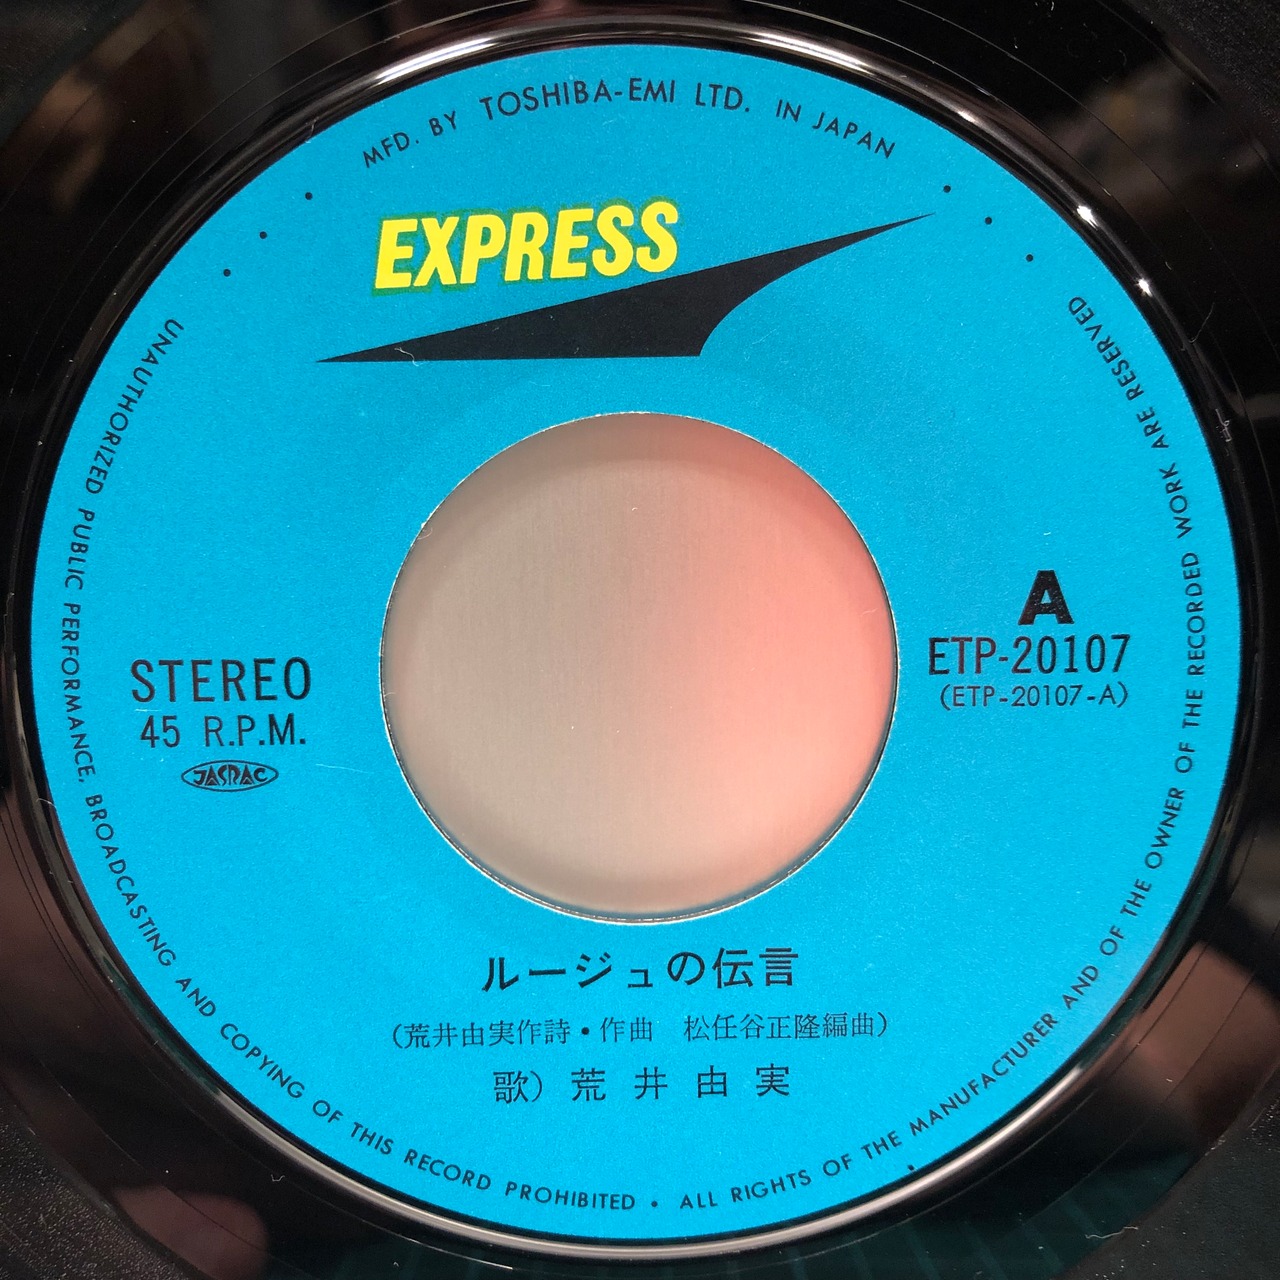 MFD. BY TOSHIBA-EMI LTD. IN JAPAN
EXPRESS
A
ETP-20107
(ETP-20107-A)
STEREO
45 R.P.M.
JASRAC
ルージュの伝言
(荒井由実作詩・作曲 松任谷正隆編曲)
歌) 荒井由実
UNAUTHORIZED PUBLIC PERFORMANCE, BROADCASTING AND COPYING OF THIS RECORD PROHIBITED • ALL RIGHTS OF THE MANUFACTURER AND OF THE OWNER OF THE RECORDED WORK ARE RESERVED